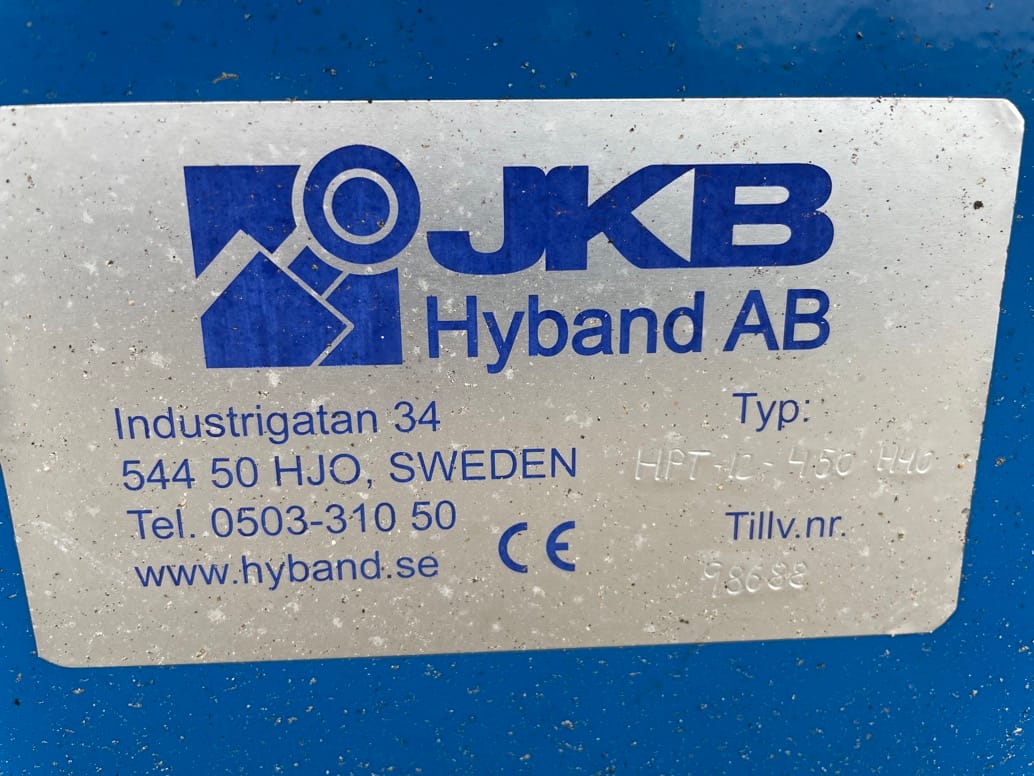 JKB
Hyband AB
Industrigatan 34
544 50 HJO, SWEDEN
Tel. 0503-310 50
www.hyband.se
CE
Typ:
HPT-12-450 H40
Tillv.nr.
98688